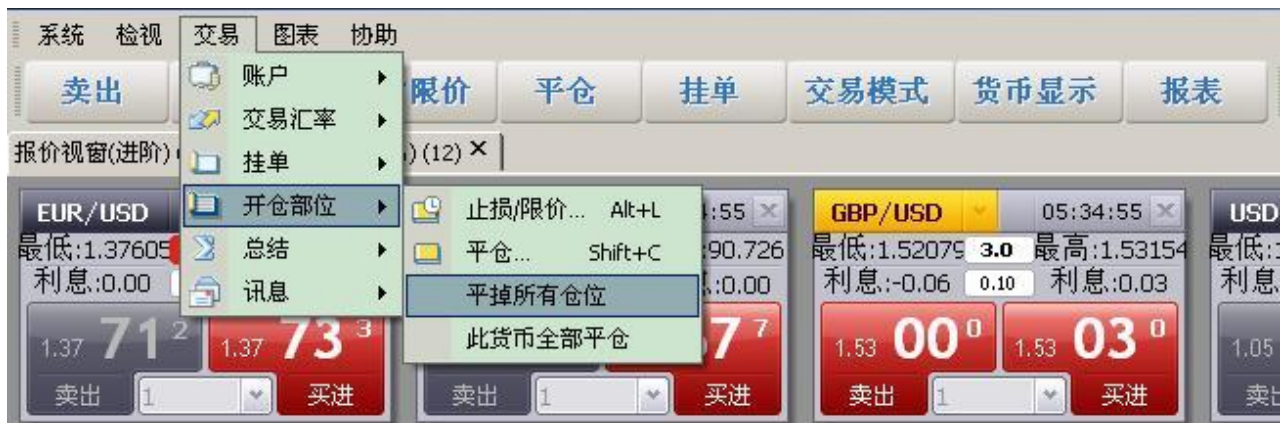 系统 检视 交易 图表 协助
卖出 限价 平仓 挂单 交易模式 货币显示 报表
账户
交易汇率
挂单
开仓部位
总结
讯息
止损/限价... Alt+L
平仓... Shift+C
平掉所有仓位
此货币全部平仓
报价视窗(进阶) ) (12) ×
EUR/USD :55 GBP/USD 05:34:55 USD
最低:1.37605 :90.726 最低:1.52079 3.0 最高:1.53154 最低:
利息:0.00 :0.00 利息:-0.06 0.10 利息:0.03 利息
1.37 71 2 1.37 73 3 7 7 1.53 00 0 1.53 03 0 1.05
卖出 1 买进 卖出 1 买进 卖出 1 买进 卖出